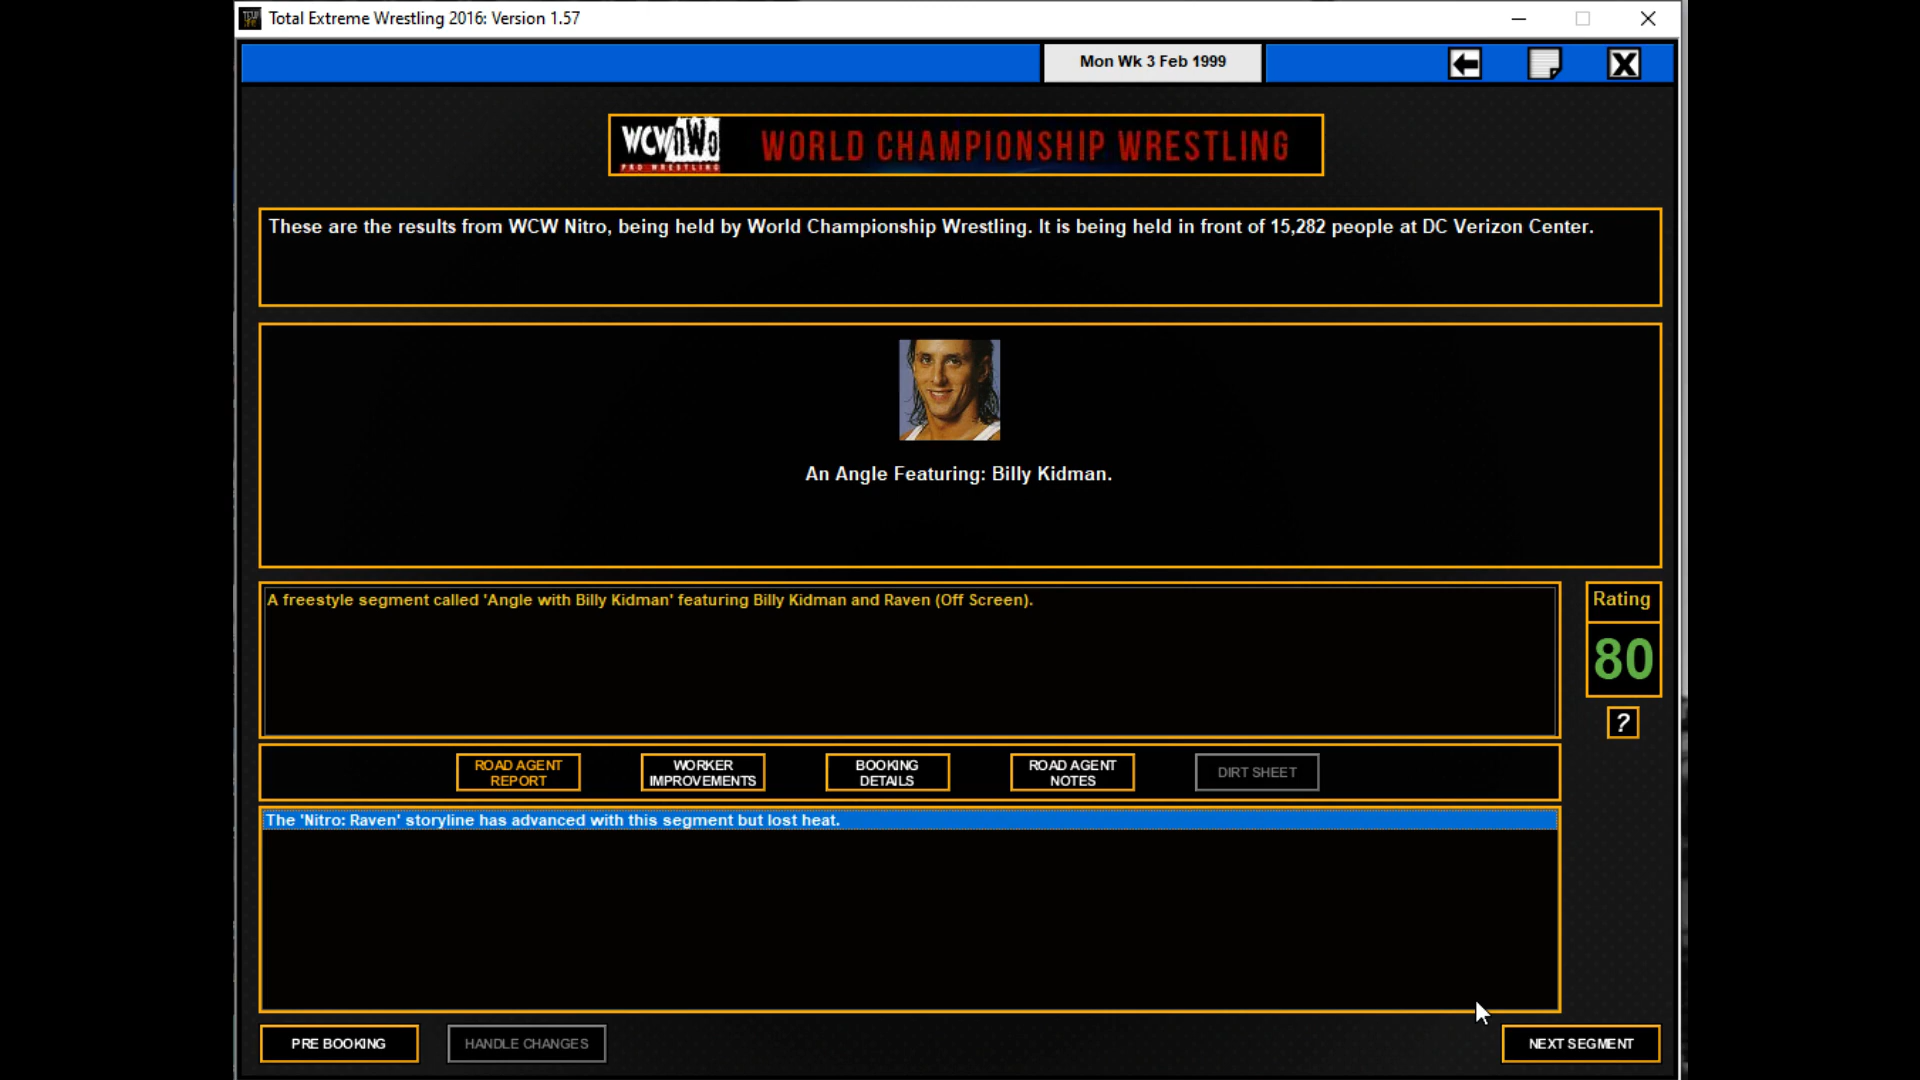 Total Extreme Wrestling 2016: Version 1.57
Mon Wk 3 Feb 1999
WCW nWo
PRO WRESTLING
WORLD CHAMPIONSHIP WRESTLING
These are the results from WCW Nitro, being held by World Championship Wrestling. It is being held in front of 15,282 people at DC Verizon Center.
An Angle Featuring: Billy Kidman.
A freestyle segment called 'Angle with Billy Kidman' featuring Billy Kidman and Raven (Off Screen).
Rating
80
?
ROAD AGENT
REPORT
WORKER
IMPROVEMENTS
BOOKING
DETAILS
ROAD AGENT
NOTES
DIRT SHEET
The 'Nitro: Raven' storyline has advanced with this segment but lost heat.
PRE BOOKING
HANDLE CHANGES
NEXT SEGMENT